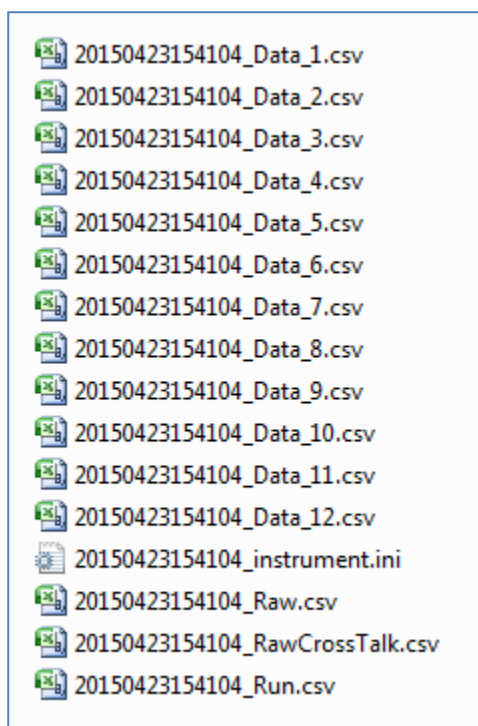 20150423154104_Data_1.csv
20150423154104_Data_2.csv
20150423154104_Data_3.csv
20150423154104_Data_4.csv
20150423154104_Data_5.csv
20150423154104_Data_6.csv
20150423154104_Data_7.csv
20150423154104_Data_8.csv
20150423154104_Data_9.csv
20150423154104_Data_10.csv
20150423154104_Data_11.csv
20150423154104_Data_12.csv
20150423154104_instrument.ini
20150423154104_Raw.csv
20150423154104_RawCrossTalk.csv
20150423154104_Run.csv